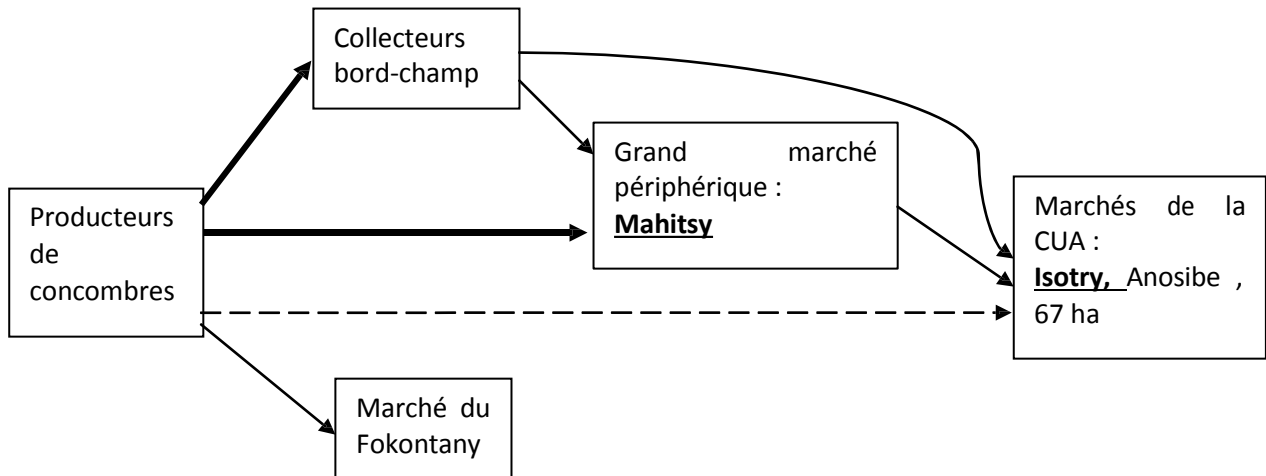 Collecteurs
bord-champ
Grand marché
périphérique :
Mahitsy
Producteurs
de
concombres
Marchés de la
CUA :
Isotry, Anosibe ,
67 ha
Marché du
Fokontany